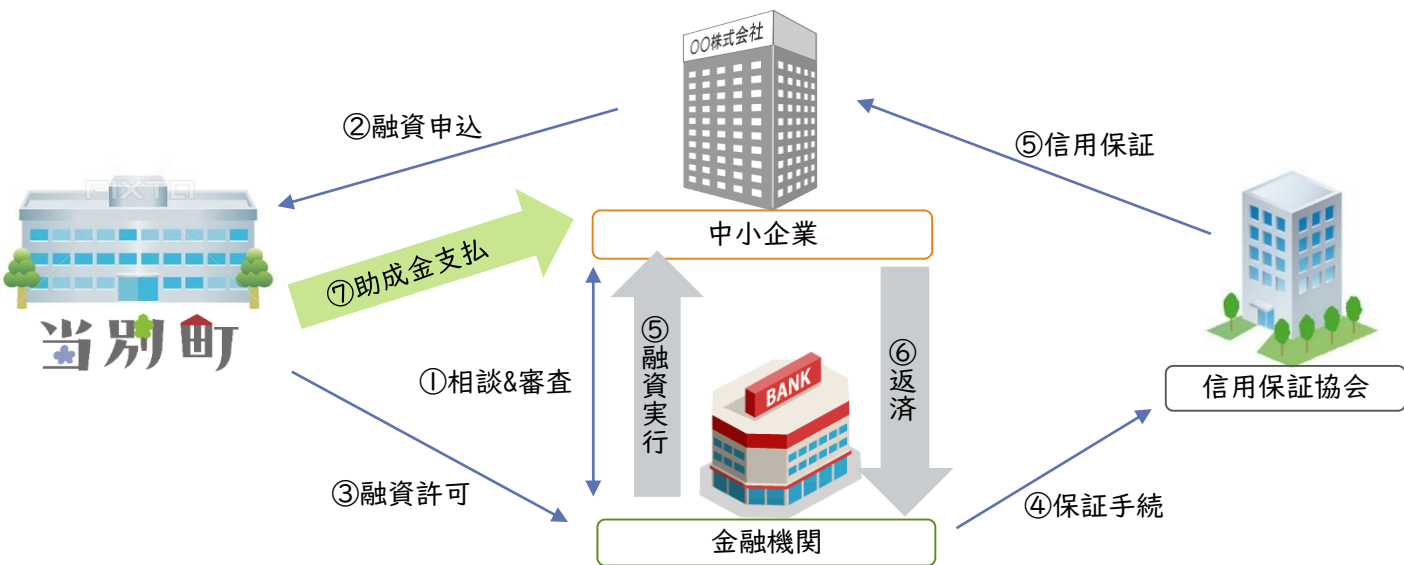 〇〇株式会社
②融資申込
⑤信用保証
PIXTA
中小企業
⑦助成金支払
当別町
①相談&審査
⑤融資実行
BANK
⑥返済
信用保証協会
③融資許可
④保証手続
金融機関